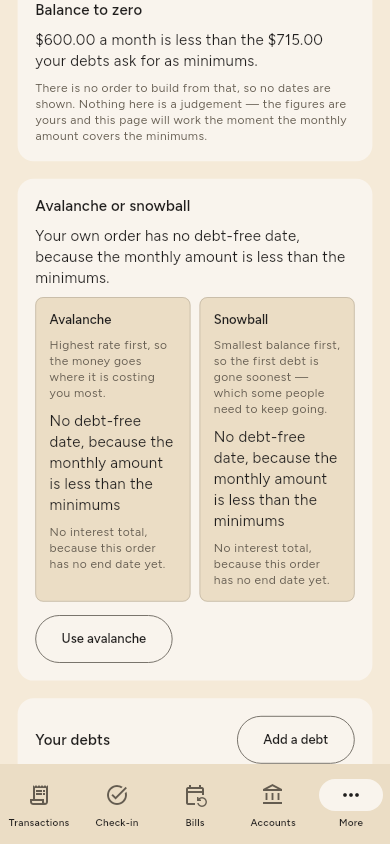 Balance to zero
$600.00 a month is less than the $715.00
your debts ask for as minimums.
There is no order to build from that, so no dates are
shown. Nothing here is a judgement — the figures are
yours and this page will work the moment the monthly
amount covers the minimums.
Avalanche or snowball
Your own order has no debt-free date,
because the monthly amount is less than the
minimums.
Avalanche
Highest rate first, so
the money goes
where it is costing
you most.
No debt-free
date, because the
monthly amount
is less than the
minimums
No interest total,
because this order
has no end date yet.
Snowball
Smallest balance first,
so the first debt is
gone soonest —
which some people
need to keep going.
No debt-free
date, because the
monthly amount
is less than the
minimums
No interest total,
because this order
has no end date yet.
Use avalanche
Your debts
Add a debt
Transactions
Check-in
Bills
Accounts
More